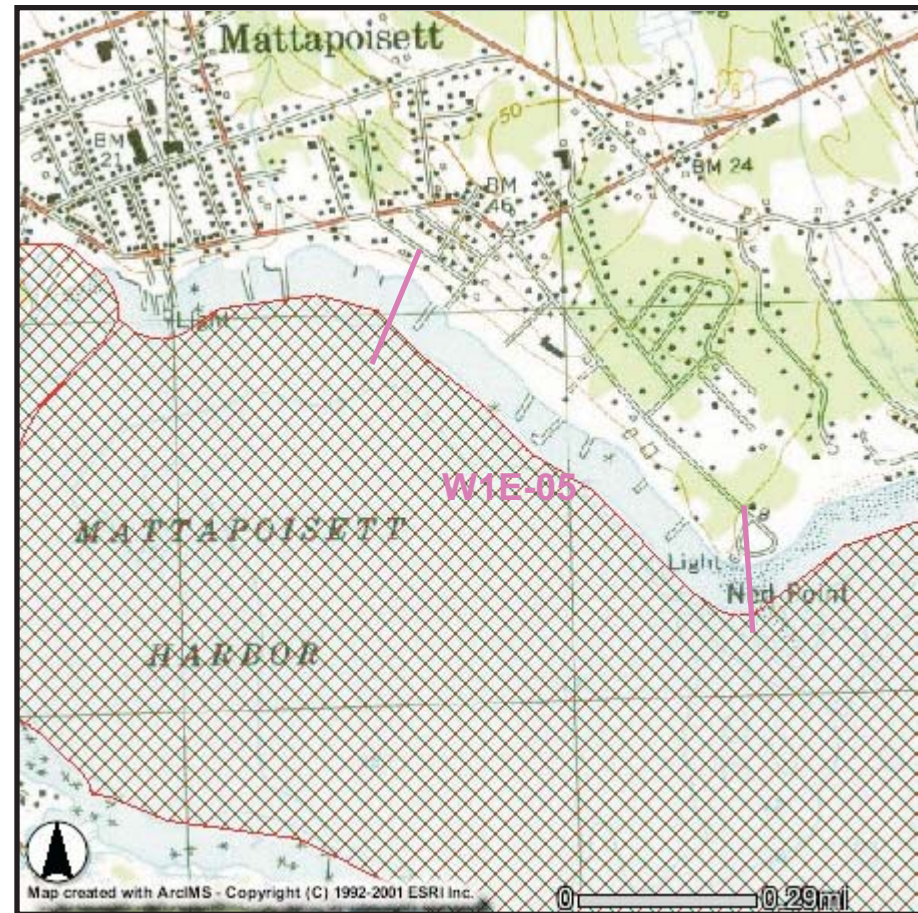 Mattapoisett
50
BM
21
BM
46
BM 24
Light
W1E-05
MATTAPOISETT
Light
Ned Point
HARBOR
Map created with ArcIMS - Copyright (C) 1992-2001 ESRI Inc.
0 0.29mi